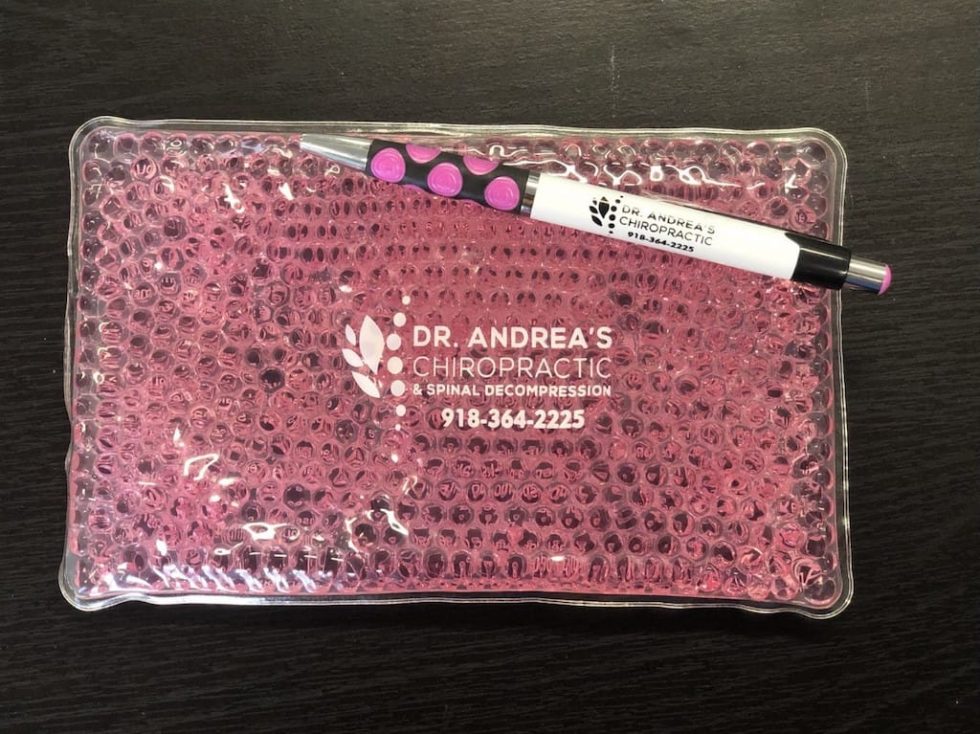 DR. ANDREA'S
CHIROPRACTIC
918-364-2225
DR. ANDREA'S
CHIROPRACTIC
& SPINAL DECOMPRESSION
918-364-2225